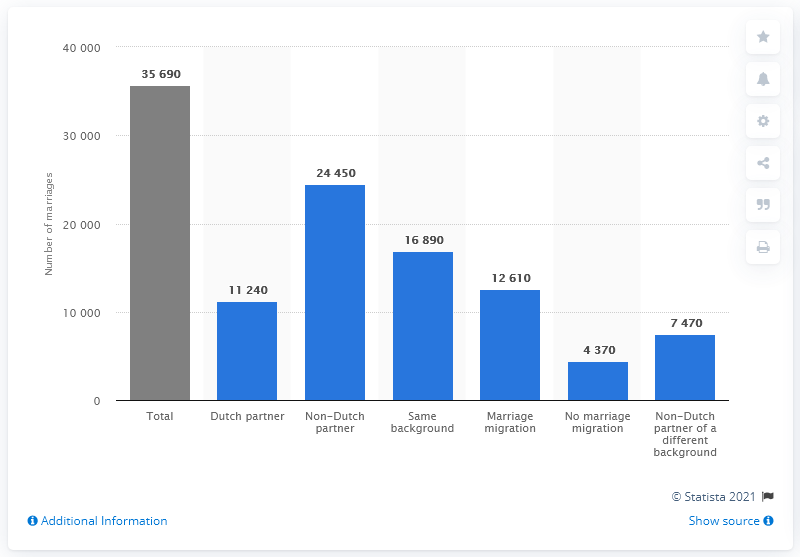 40 000
30 000
20 000
10 000
0
Number of marriages
35 690
11 240
24 450
16 890
12 610
4 370
7 470
Total
Dutch partner
Non-Dutch
partner
Same
background
Marriage
migration
No marriage
migration
Non-Dutch
partner of a
different
background
© Statista 2021
Additional Information
Show source